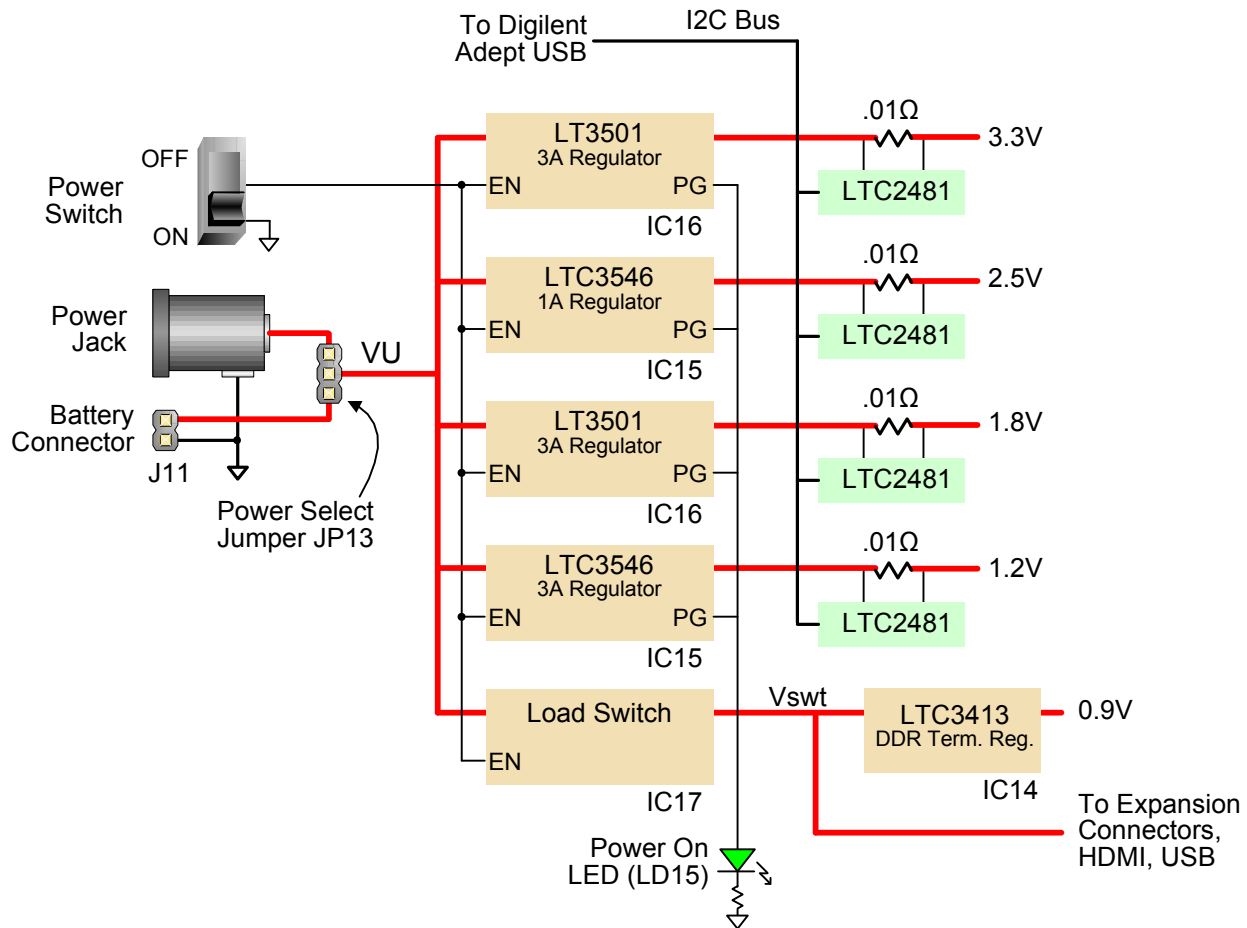 To Digilent
Adept USB
I2C Bus
OFF
Power
Switch
ON
LT3501
3A Regulator
EN
PG
IC16
.01Ω
3.3V
LTC2481
Power
Jack
VU
LTC3546
1A Regulator
EN
PG
IC15
.01Ω
2.5V
LTC2481
Battery
Connector
J11
Power Select
Jumper JP13
LT3501
3A Regulator
EN
PG
IC16
.01Ω
1.8V
LTC2481
LTC3546
3A Regulator
EN
PG
IC15
.01Ω
1.2V
LTC2481
Load Switch
EN
IC17
Vswt
LTC3413
DDR Term. Reg.
IC14
0.9V
To Expansion
Connectors,
HDMI, USB
Power On
LED (LD15)